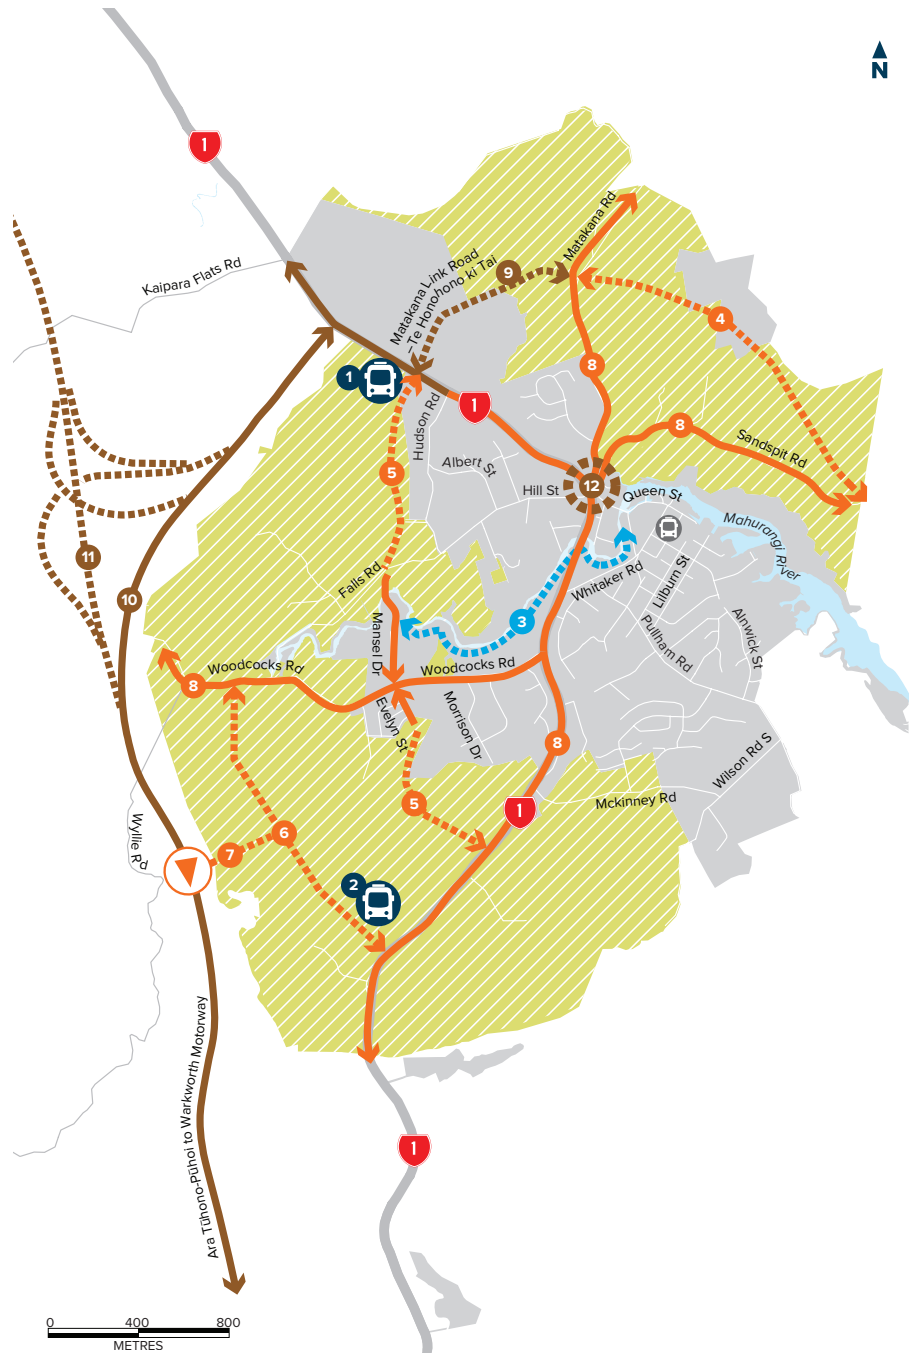 N
1
Kaipara Flats Rd
Matakana Link Road
–Te Honohono ki Tai
9
Matakana Rd
4
1
8
1
Hudson Rd
8
Sandspit Rd
5
Albert St
Hill St
12
Queen St
Mahurangi
River
11
10
Falls Rd
Whitaker Rd
Lilburn St
3
Mansel Dr
Pullham Rd
Alnwick St
Woodcocks Rd
Woodcocks Rd
8
Evelyn St
Morrison Dr
8
Wilson Rd S
5
1
Mckinney Rd
Wyllie Rd
6
7
2
Ara Tūhono-Pūhoi to Warkworth Motorway
1
0 400 800
METRES